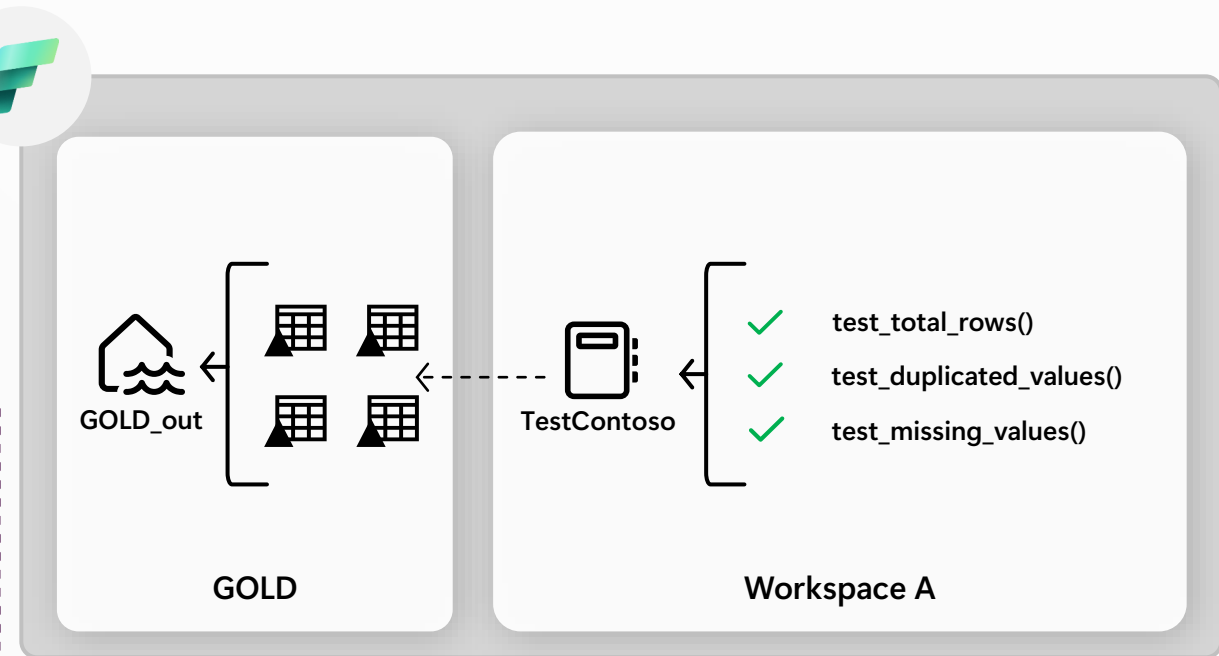 GOLD_out
GOLD
TestContoso
test_total_rows()
test_duplicated_values()
test_missing_values()
Workspace A